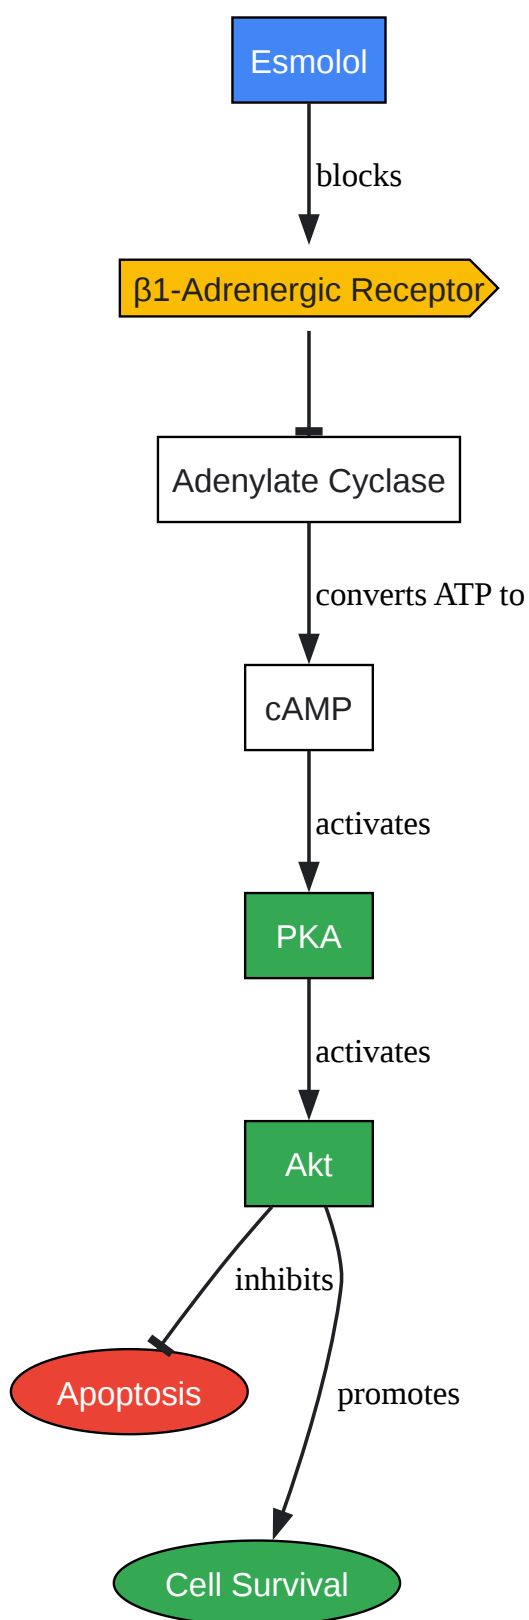 Esmolol
blocks
β1-Adrenergic Receptor
Adenylate Cyclase
converts ATP to
cAMP
activates
PKA
activates
Akt
inhibits
Apoptosis
promotes
Cell Survival